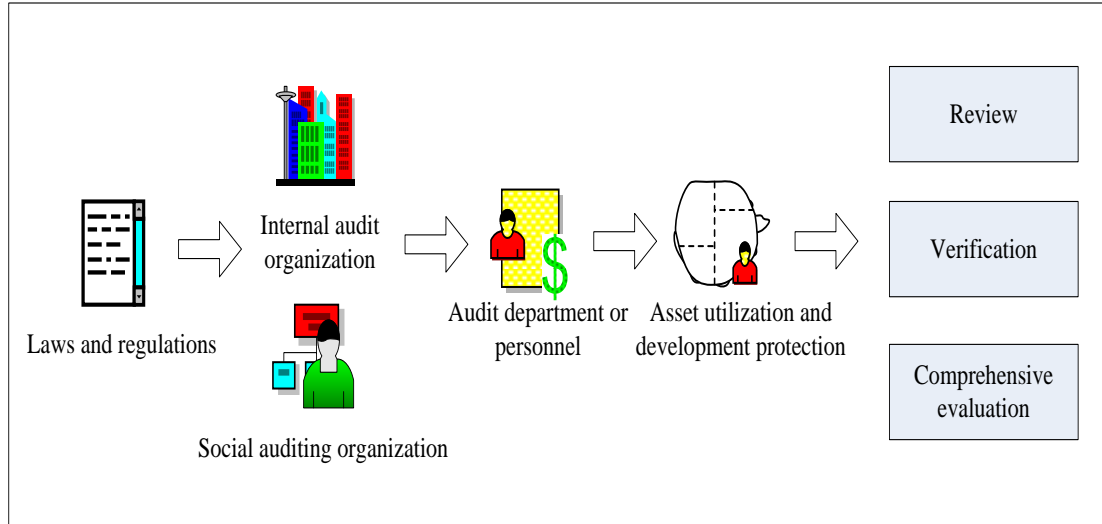 Laws and regulations
Internal audit
organization
Social auditing organization
Audit department or
personnel
Asset utilization and
development protection
Review
Verification
Comprehensive
evaluation